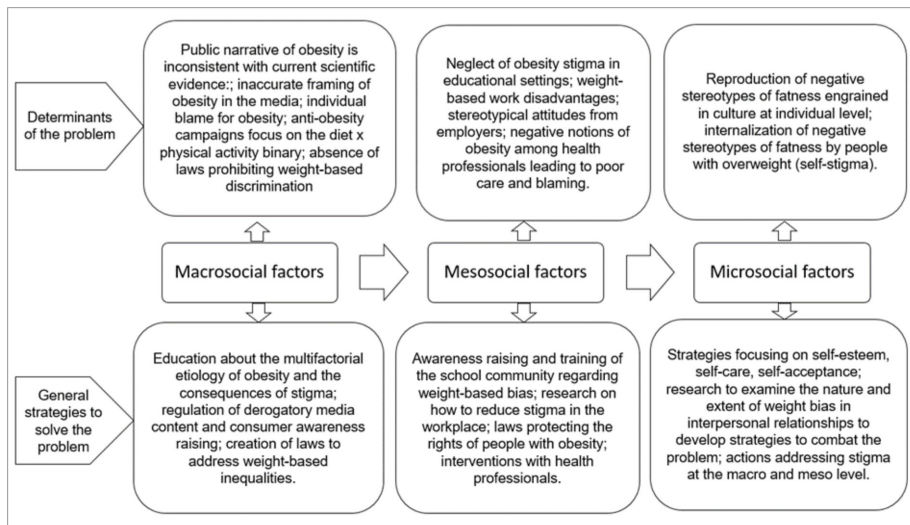 Determinants
of the problem
Public narrative of obesity is
inconsistent with current scientific
evidence:; inaccurate framing of
obesity in the media; individual
blame for obesity; anti-obesity
campaigns focus on the diet x
physical activity binary; absence of
laws prohibiting weight-based
discrimination
Neglect of obesity stigma in
educational settings; weight-
based work disadvantages;
stereotypical attitudes from
employers; negative notions of
obesity among health
professionals leading to poor
care and blaming.
Reproduction of negative
stereotypes of fatness engrained
in culture at individual level;
internalization of negative
stereotypes of fatness by people
with overweight (self-stigma).
Macrosocial factors
Mesosocial factors
Microsocial factors
General
strategies to
solve the
problem
Education about the multifactorial
etiology of obesity and the
consequences of stigma;
regulation of derogatory media
content and consumer awareness
raising; creation of laws to
address weight-based
inequalities.
Awareness raising and training of
the school community regarding
weight-based bias; research on
how to reduce stigma in the
workplace; laws protecting the
rights of people with obesity;
interventions with health
professionals.
Strategies focusing on self-esteem,
self-care, self-acceptance;
research to examine the nature and
extent of weight bias in
interpersonal relationships to
develop strategies to combat the
problem; actions addressing stigma
at the macro and meso level.